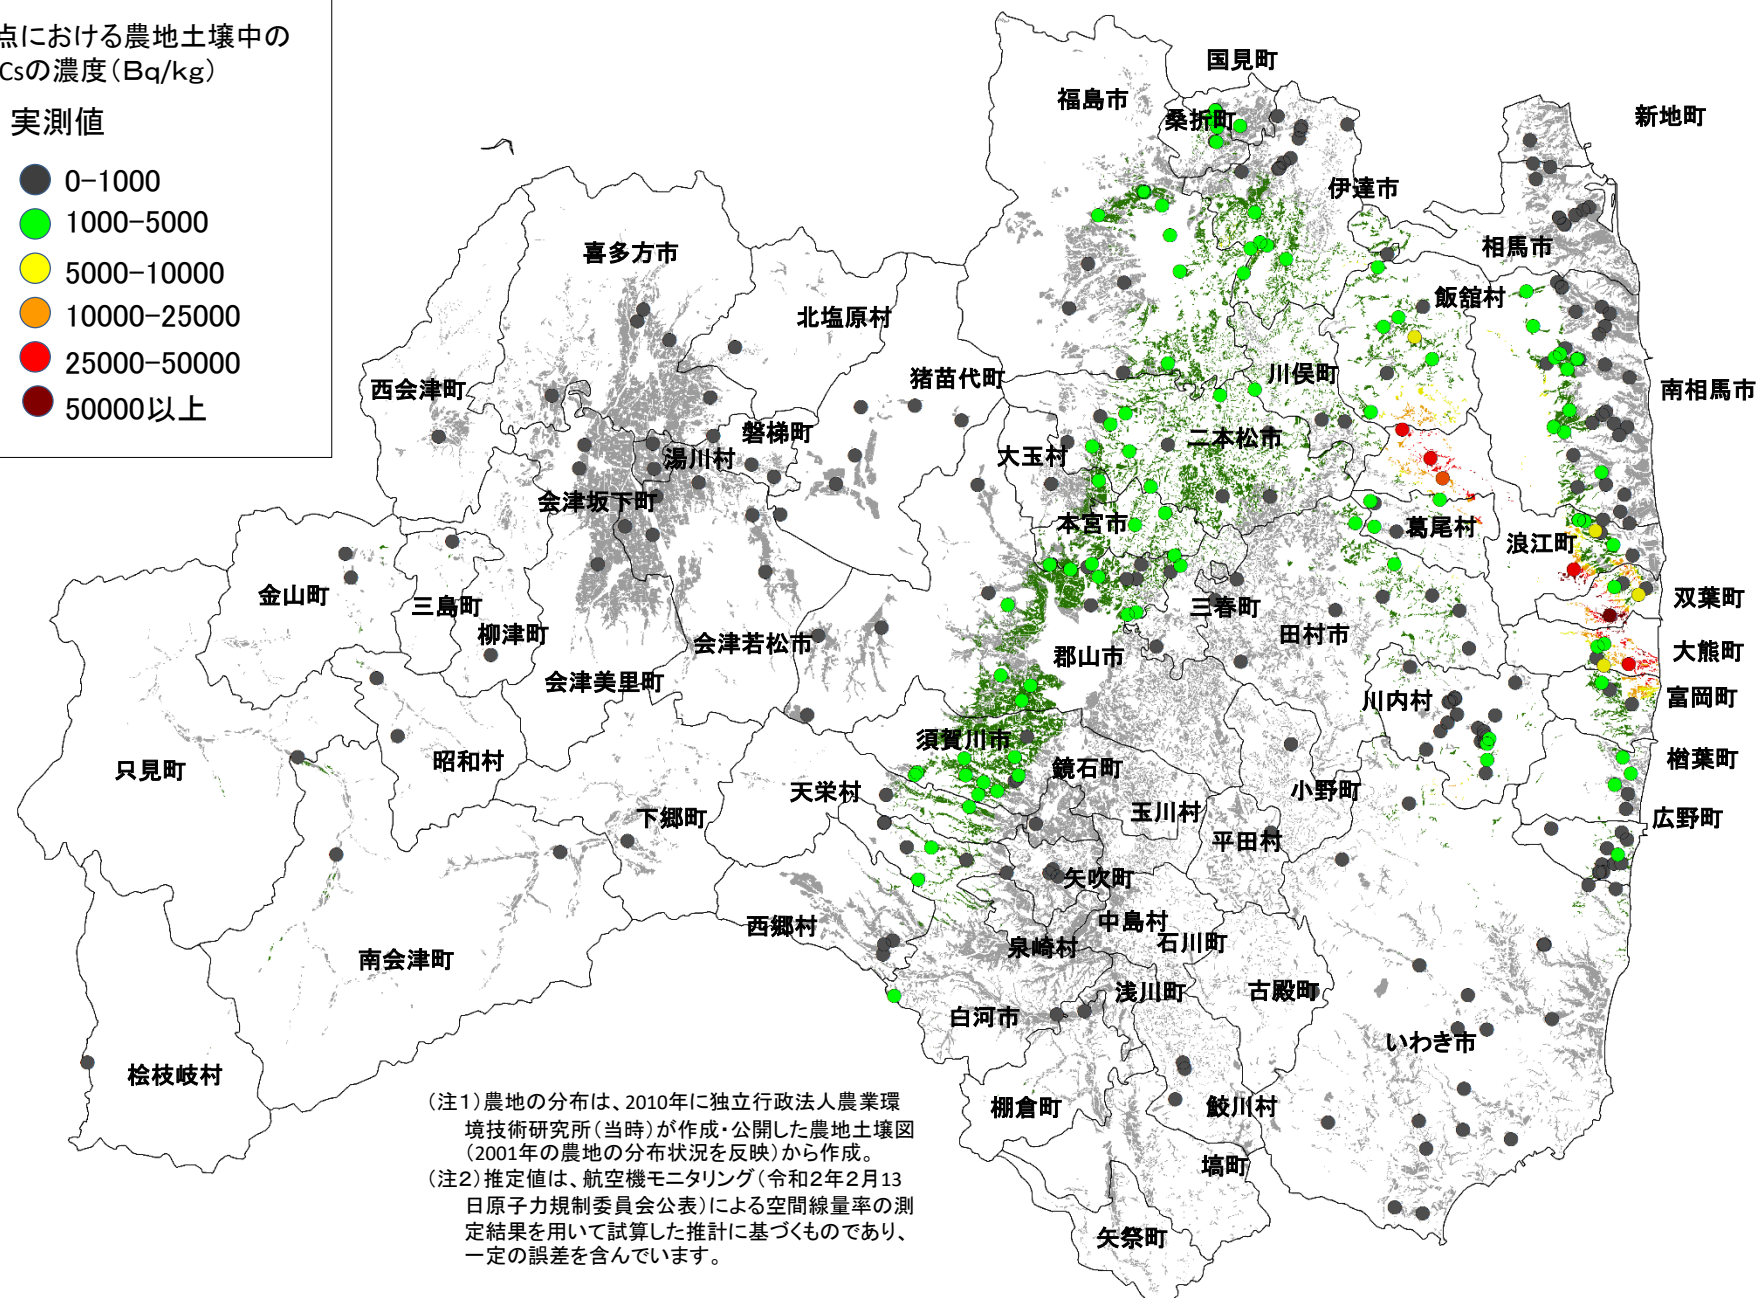 点における農地土壌中の
Csの濃度(Bq/kg)
実測値
0-1000
1000-5000
5000-10000
10000-25000
25000-50000
50000以上
国見町
福島市
桑折町
新地町
伊達市
相馬市
喜多方市
飯舘村
北塩原村
川俣町
猪苗代町
西会津町
南相馬市
磐梯町
二本松市
大玉村
湯川村
会津坂下町
本宮市
葛尾村
浪江町
金山町
三島町
三春町
双葉町
柳津町
田村市
会津若松市
郡山市
大熊町
会津美里町
川内村
富岡町
須賀川市
昭和村
只見町
鏡石町
楢葉町
天栄村
小野町
下郷町
玉川村
広野町
平田村
矢吹町
西郷村
中島村
石川町
泉崎村
南会津町
浅川町
古殿町
白河市
いわき市
桧枝岐村
棚倉町
鮫川村
塙町
矢祭町
(注1)農地の分布は、2010年に独立行政法人農業環
境技術研究所(当時)が作成・公開した農地土壌図
(2001年の農地の分布状況を反映)から作成。
(注2)推定値は、航空機モニタリング(令和2年2月13
日原子力規制委員会公表)による空間線量率の測
定結果を用いて試算した推計に基づくものであり、
一定の誤差を含んでいます。